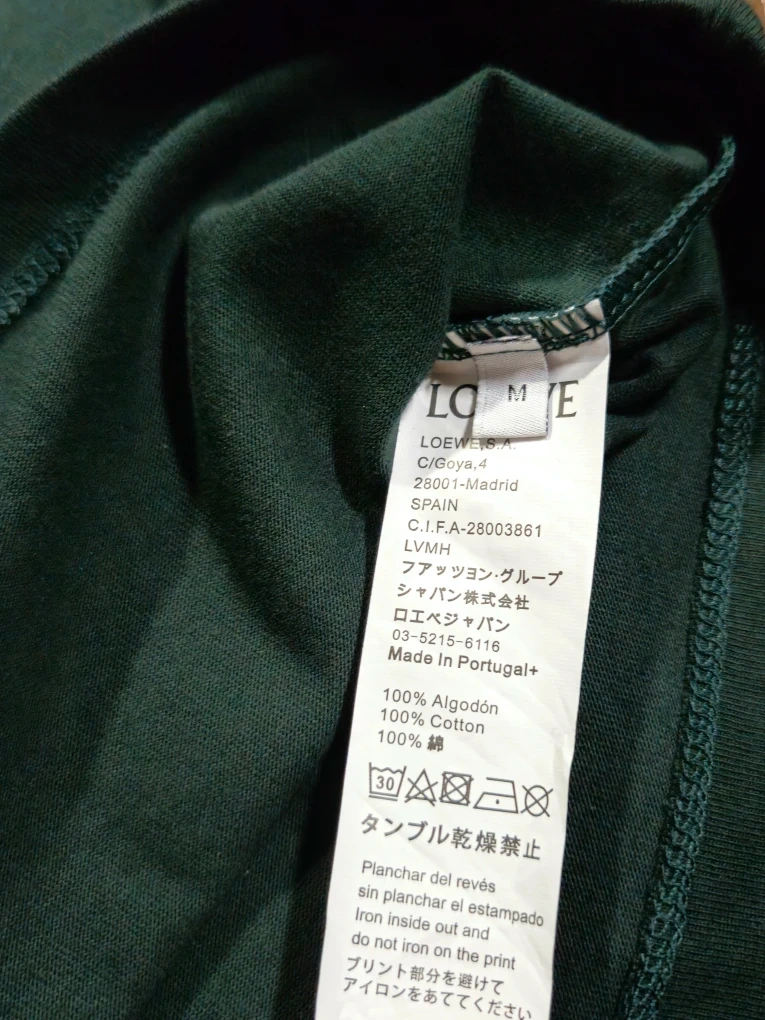 M
LOEWE
LOEWE,S.A.
C/Goya,4
28001-Madrid
SPAIN
C.I.F.A-28003861
LVMH
フアッツヨン·グループ
シャパン株式会社
ロエベジャパン
03-5215-6116
Made In Portugal+
100% Algodón
100% Cotton
100% 綿
30
タンブル乾燥禁止
Planchar del revés
sin planchar el estampado
Iron inside out and
do not iron on the print
プリント部分を避けて
アイロンをあててください